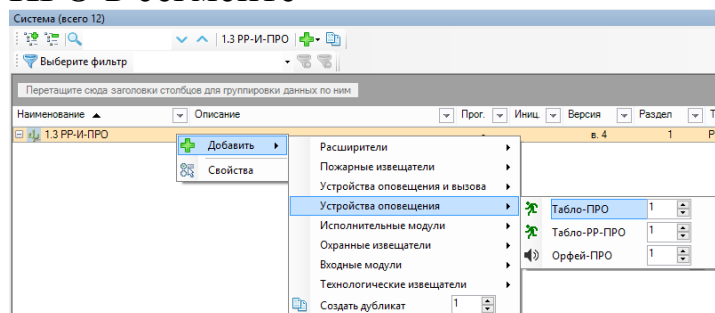 Система (всего 12)
1.3 РР-И-ПРО
Выберите фильтр
Перетащите сюда заголовки столбцов для группировки данных по ним
Наименование Описание Прог. Иниц. Версия Раздел
1.3 РР-И-ПРО - в. 4 1
Добавить
Свойства
Расширители
Пожарные извещатели
Устройства оповещения и вызова
Устройства оповещения
Исполнительные модули
Охранные извещатели
Входные модули
Технологические извещатели
Создать дубликат 1
Табло-ПРО 1
Табло-РР-ПРО 1
Орфей-ПРО 1